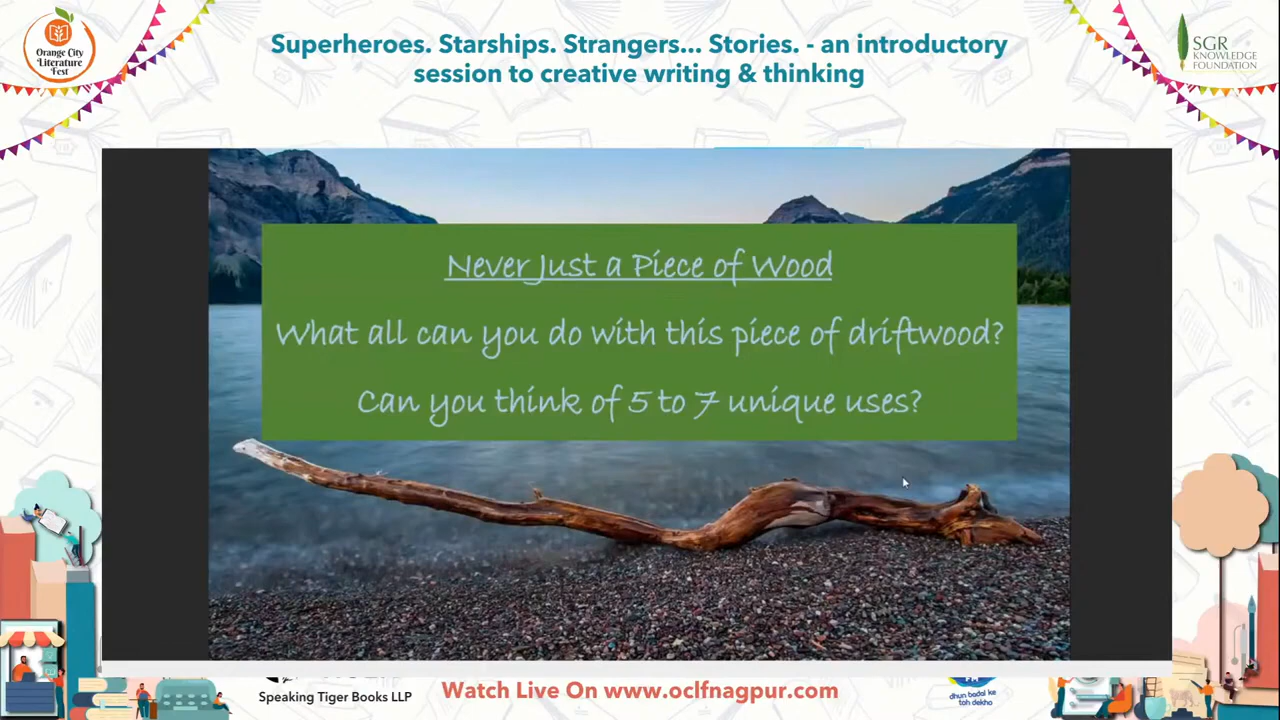 Orange City
Literature
Fest
Superheroes. Starships. Strangers... Stories. - an introductory
session to creative writing & thinking
SGR
KNOWLEDGE
FOUNDATION
Never Just a Piece of Wood
What all can you do with this piece of driftwood?
Can you think of 5 to 7 unique uses?
Speaking Tiger Books LLP
Watch Live On www.oclfnagpur.com
dhun badal ke
toh dekho